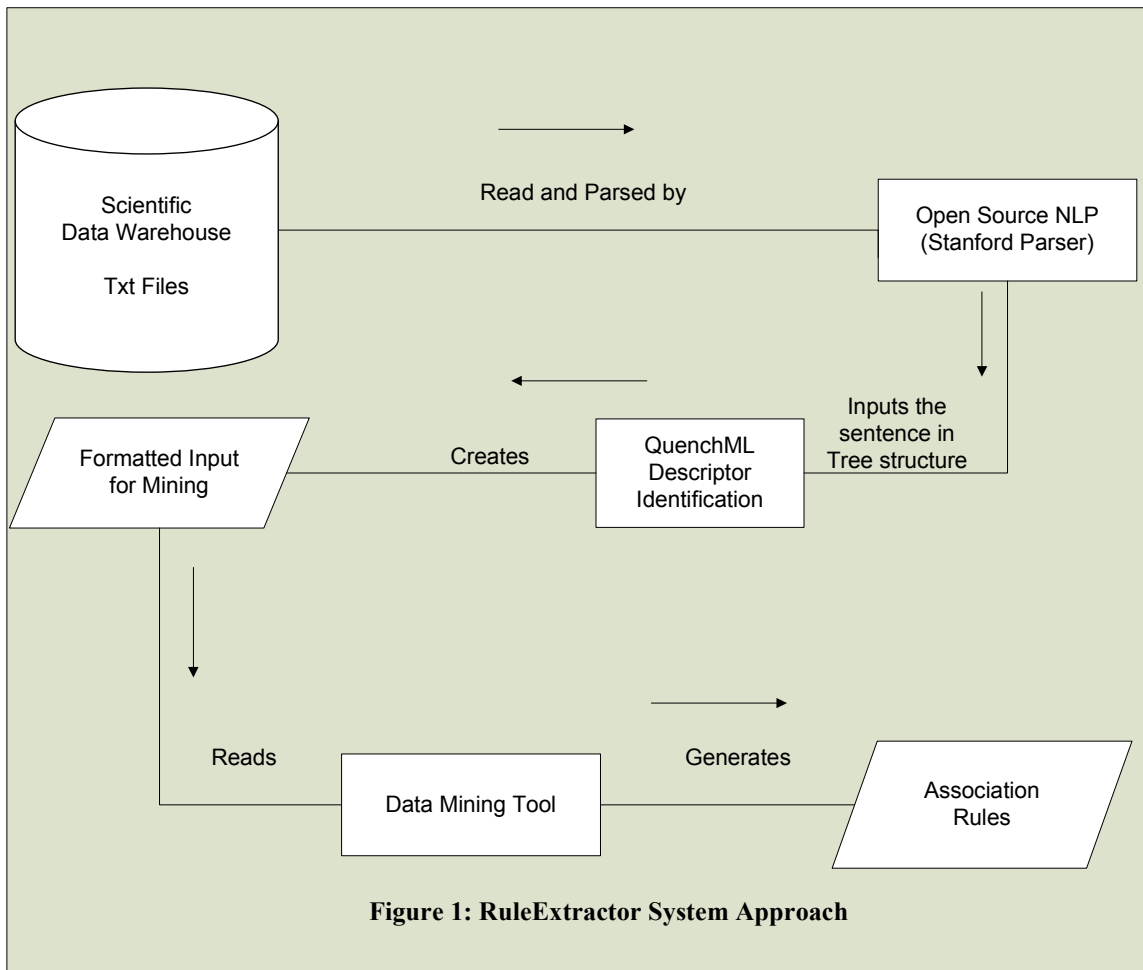 Scientific
Data Warehouse
Txt Files
Read and Parsed by
Open Source NLP
(Stanford Parser)
Inputs the
sentence in
Tree structure
QuenchML
Descriptor
Identification
Creates
Formatted Input
for Mining
Reads
Data Mining Tool
Generates
Association
Rules
Figure 1: RuleExtractor System Approach